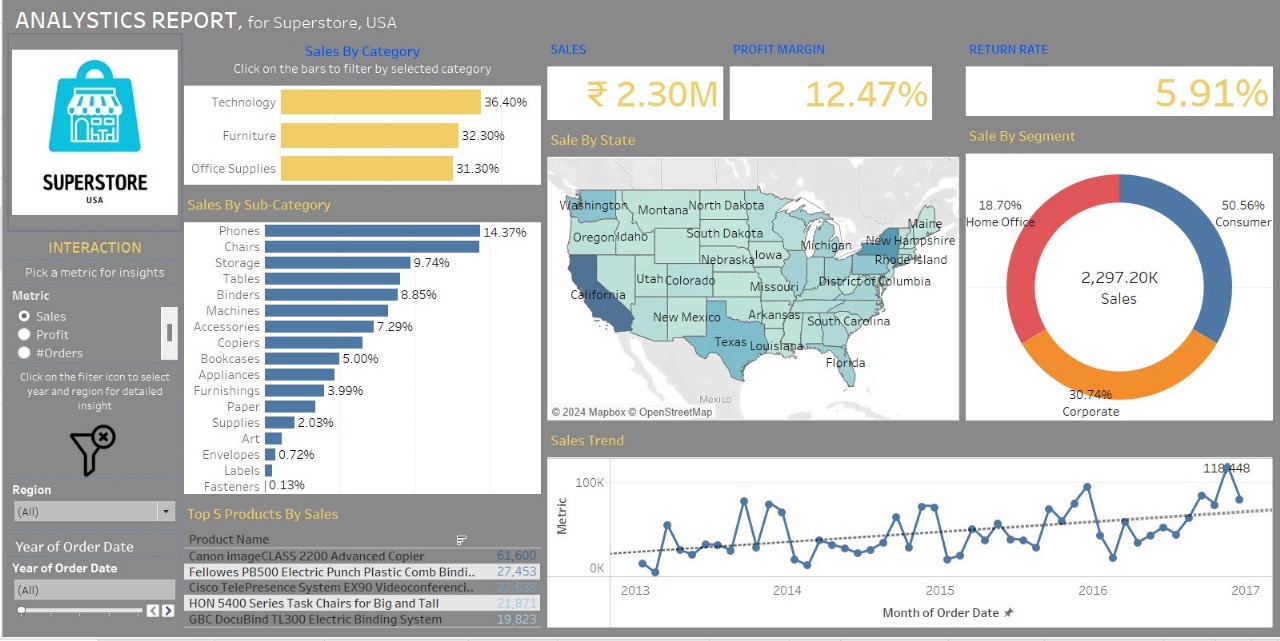 ANALYSTICS REPORT, for Superstore, USA
SUPERSTORE
USA
INTERACTION
Pick a metric for insights
Metric
Sales
Profit
#Orders
Click on the filter icon to select
year and region for detailed
insight
Region
(All)
Year of Order Date
Year of Order Date
(All)
Sales By Category
Click on the bars to filter by selected category
Technology 36.40%
Furniture 32.30%
Office Supplies 31.30%
Sales By Sub-Category
Phones 14.37%
Chairs
Storage 9.74%
Tables
Binders 8.85%
Machines
Accessories 7.29%
Copiers
Bookcases 5.00%
Appliances
Furnishings 3.99%
Paper
Supplies 2.03%
Art
Envelopes 0.72%
Labels
Fasteners 0.13%
Top 5 Products By Sales
Product Name
Canon imageCLASS 2200 Advanced Copier 61,600
Fellowes PB500 Electric Punch Plastic Comb Bindi.. 27,453
Cisco TelePresence System EX90 Videoconferenci.. 22,638
HON 5400 Series Task Chairs for Big and Tall 21,871
GBC DocuBind TL300 Electric Binding System 19,823
SALES
₹ 2.30M
PROFIT MARGIN
12.47%
RETURN RATE
5.91%
Sale By State
Washington
Montana
North Dakota
Maine
Oregon
Idaho
South Dakota
Michigan
New Hampshire
Nebraska
Iowa
Rhode Island
Utah
Colorado
Missouri
District of Columbia
California
New Mexico
Arkansas
South Carolina
Texas
Louisiana
Florida
Mexico
© 2024 Mapbox © OpenStreetMap
Sale By Segment
18.70%
Home Office
50.56%
Consumer
2,297.20K
Sales
30.74%
Corporate
Sales Trend
118,448
100K
Metric
0K
2013 2014 2015 2016 2017
Month of Order Date